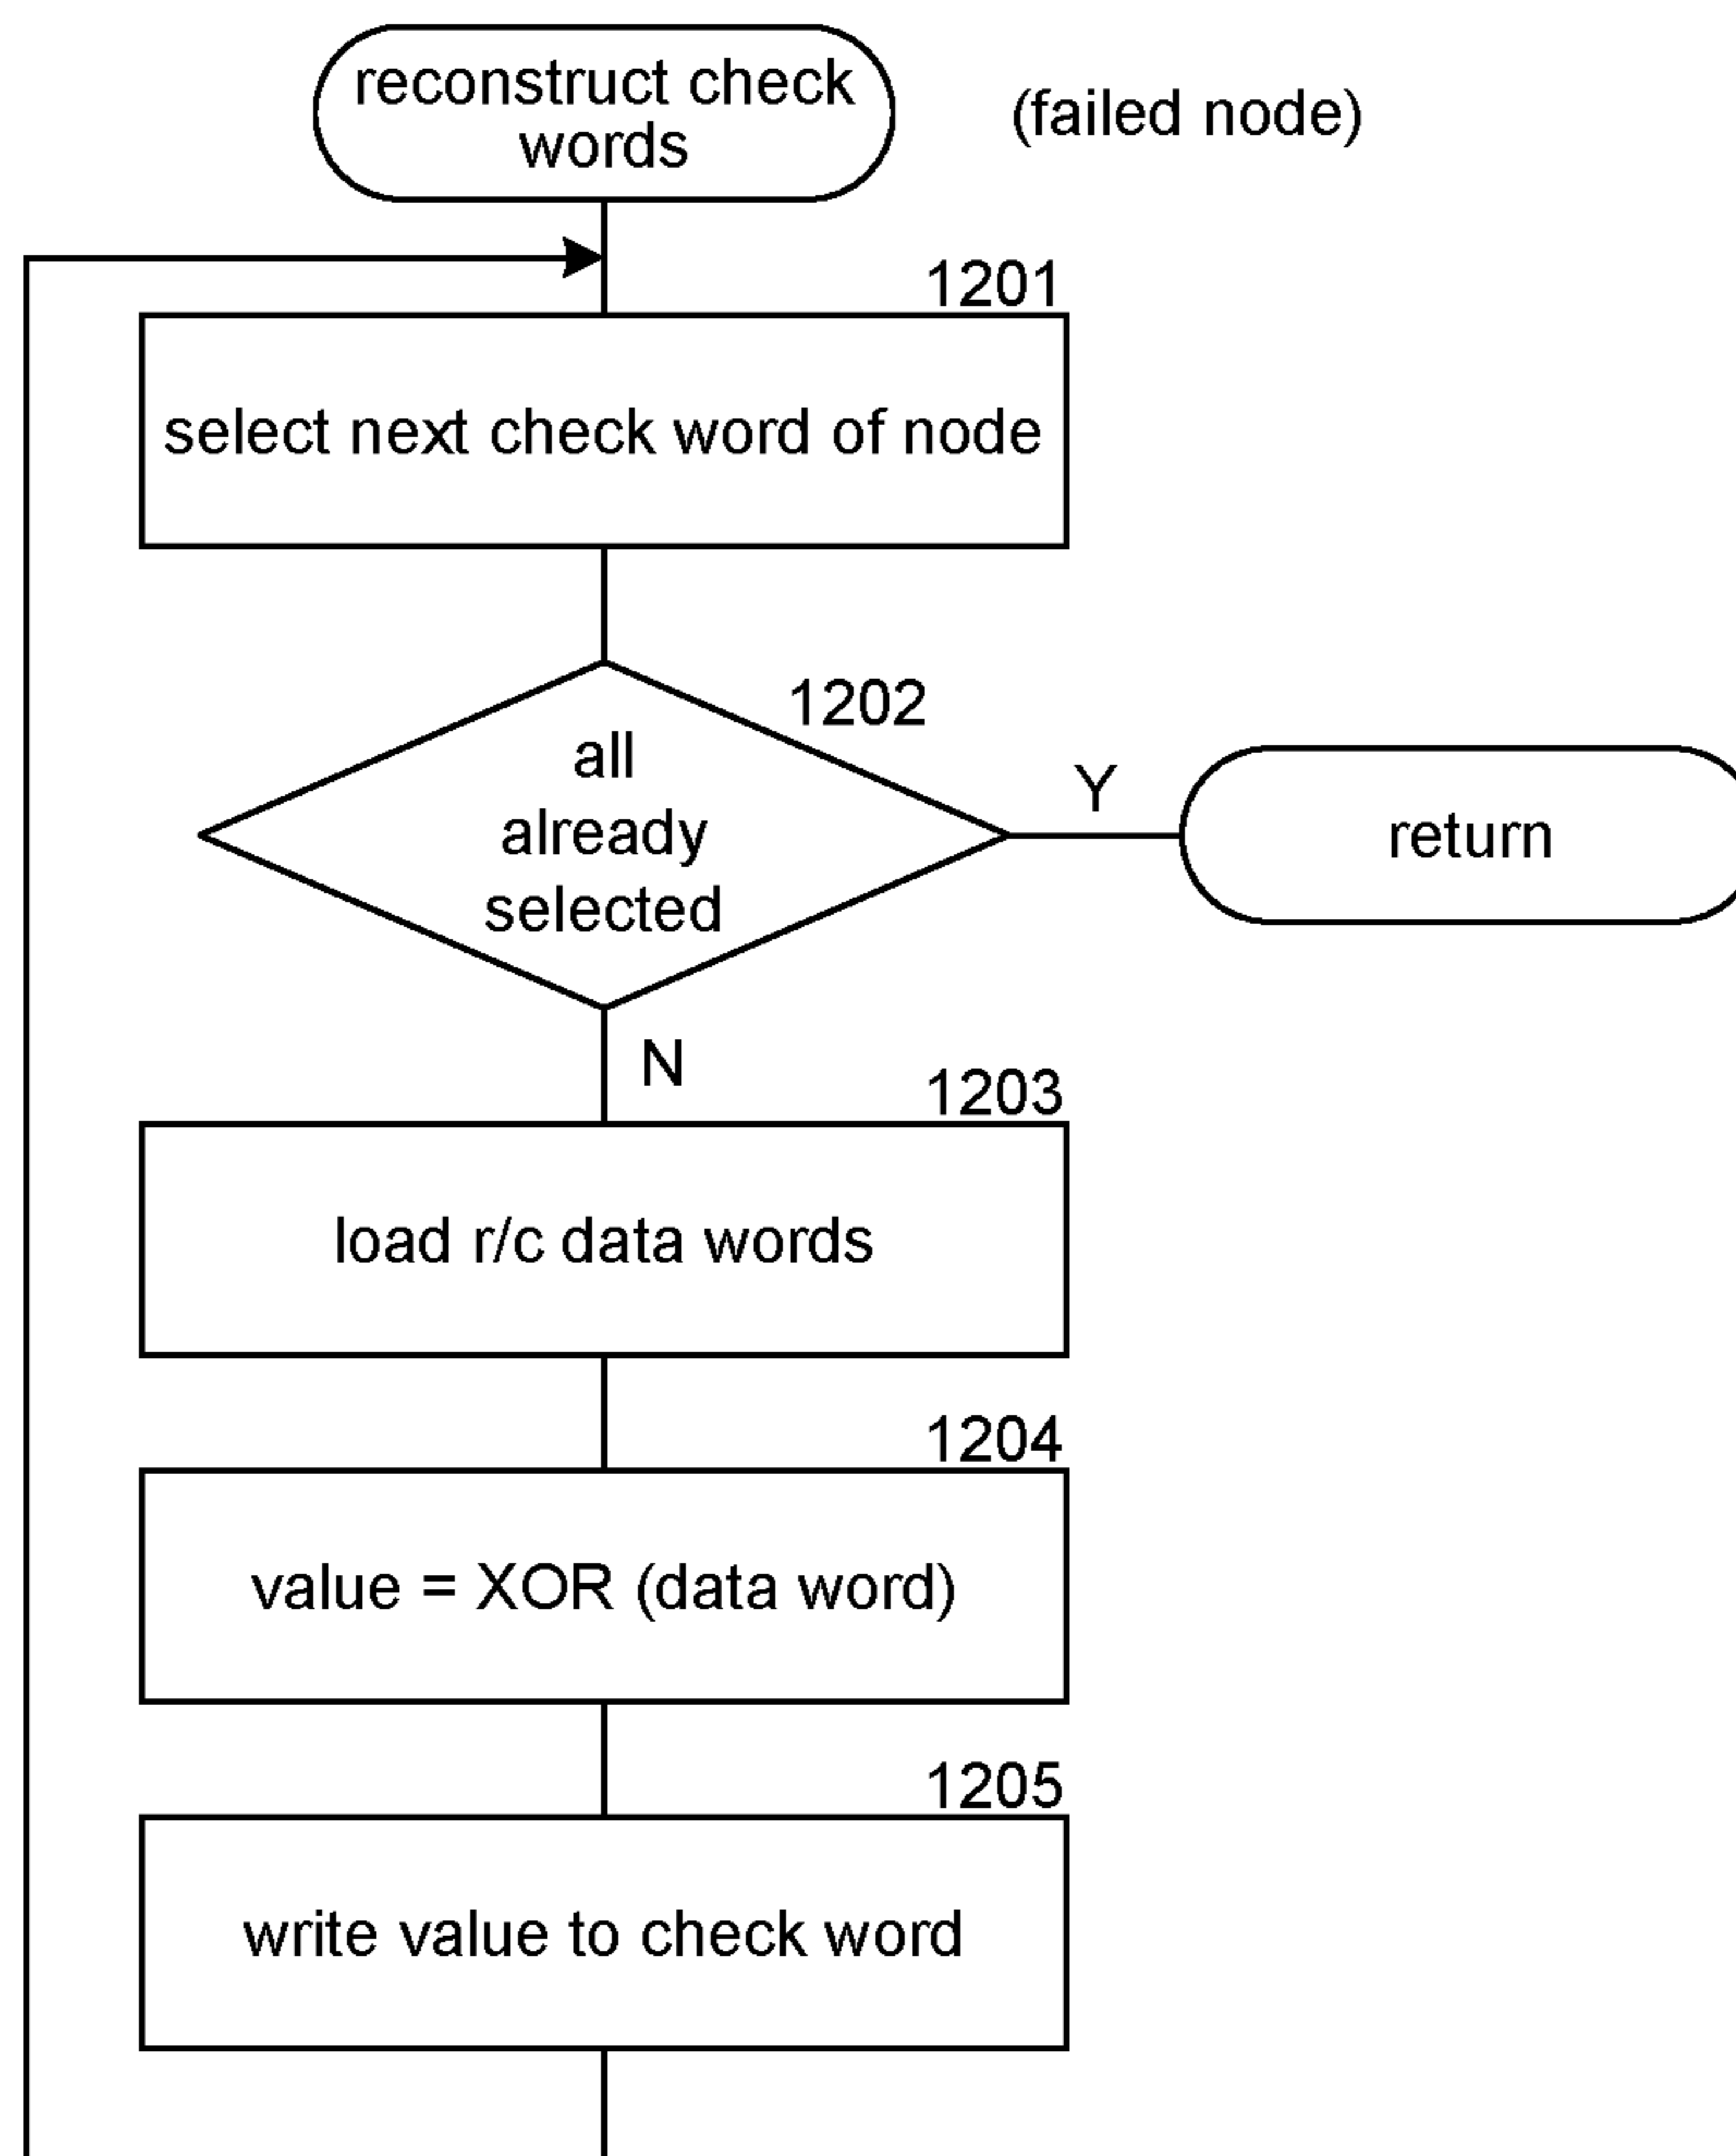 reconstruct check
words
(failed node)
1201
select next check word of node
1202
all
already
selected
Y
return
N
1203
load r/c data words
1204
value = XOR (data word)
1205
write value to check word